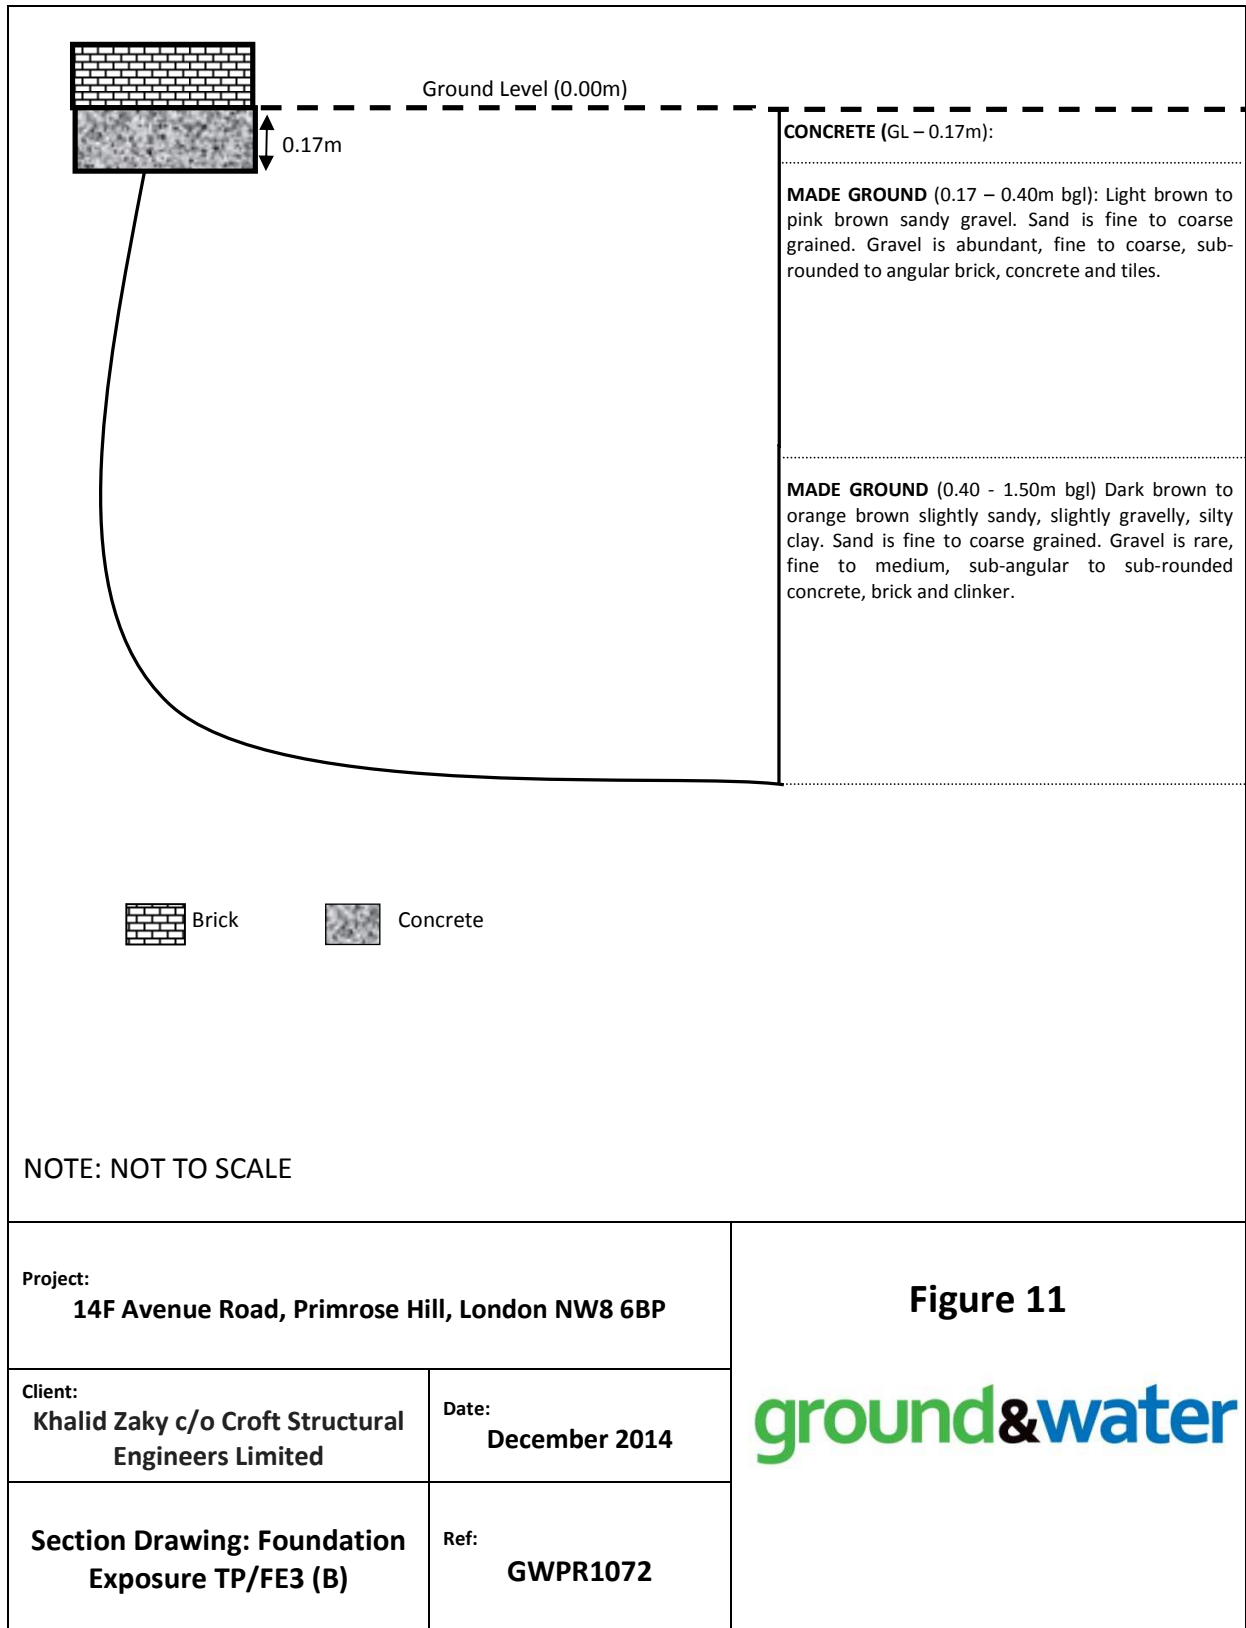 Ground Level (0.00m)
0.17m
CONCRETE (GL – 0.17m):
MADE GROUND (0.17 – 0.40m bgl): Light brown to
pink brown sandy gravel. Sand is fine to coarse
grained. Gravel is abundant, fine to coarse, sub-
rounded to angular brick, concrete and tiles.
MADE GROUND (0.40 - 1.50m bgl) Dark brown to
orange brown slightly sandy, slightly gravelly, silty
clay. Sand is fine to coarse grained. Gravel is rare,
fine to medium, sub-angular to sub-rounded
concrete, brick and clinker.
Brick
Concrete
NOTE: NOT TO SCALE
Project:
14F Avenue Road, Primrose Hill, London NW8 6BP
Figure 11
Client:
Khalid Zaky c/o Croft Structural
Engineers Limited
Date:
December 2014
ground&water
Section Drawing: Foundation
Exposure TP/FE3 (B)
Ref:
GWPR1072